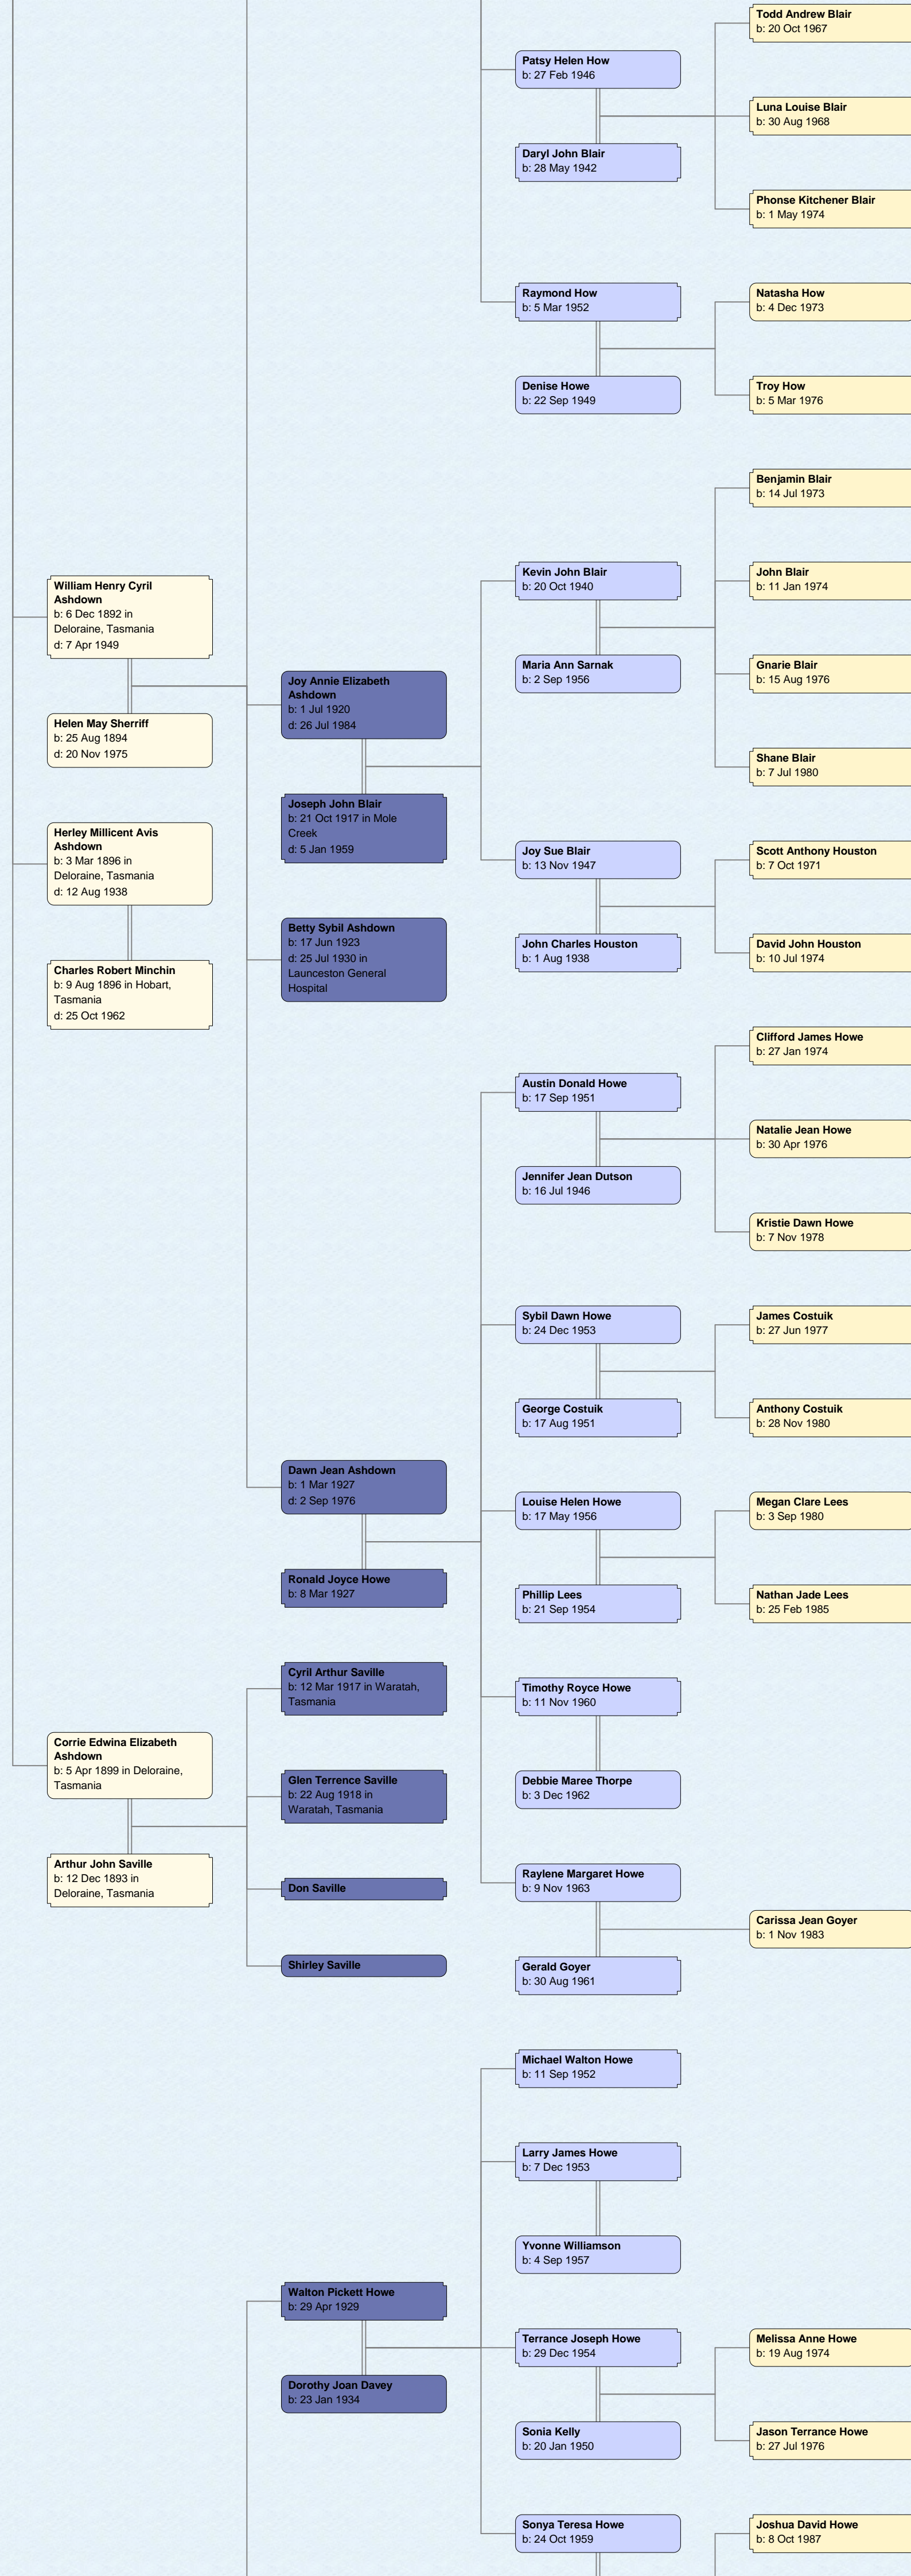 William Henry Cyril
Ashdown
b: 6 Dec 1892 in
Deloraine, Tasmania
d: 7 Apr 1949
Helen May Sherriff
b: 25 Aug 1894
d: 20 Nov 1975
Herley Millicent Avis
Ashdown
b: 3 Mar 1896 in
Deloraine, Tasmania
d: 12 Aug 1938
Charles Robert Minchin
b: 9 Aug 1896 in Hobart,
Tasmania
d: 25 Oct 1962
Corrie Edwina Elizabeth
Ashdown
b: 5 Apr 1899 in Deloraine,
Tasmania
Arthur John Saville
b: 12 Dec 1893 in
Deloraine, Tasmania
Joy Annie Elizabeth
Ashdown
b: 1 Jul 1920
d: 26 Jul 1984
Joseph John Blair
b: 21 Oct 1917 in Mole
Creek
d: 5 Jan 1959
Betty Sybil Ashdown
b: 17 Jun 1923
d: 25 Jul 1930 in
Launceston General
Hospital
Dawn Jean Ashdown
b: 1 Mar 1927
d: 2 Sep 1976
Ronald Joyce Howe
b: 8 Mar 1927
Cyril Arthur Saville
b: 12 Mar 1917 in Waratah,
Tasmania
Glen Terrence Saville
b: 22 Aug 1918 in
Waratah, Tasmania
Don Saville
Shirley Saville
Walton Pickett Howe
b: 29 Apr 1929
Dorothy Joan Davey
b: 23 Jan 1934
Patsy Helen How
b: 27 Feb 1946
Daryl John Blair
b: 28 May 1942
Raymond How
b: 5 Mar 1952
Denise Howe
b: 22 Sep 1949
Kevin John Blair
b: 20 Oct 1940
Maria Ann Sarnak
b: 2 Sep 1956
Joy Sue Blair
b: 13 Nov 1947
John Charles Houston
b: 1 Aug 1938
Austin Donald Howe
b: 17 Sep 1951
Jennifer Jean Dutson
b: 16 Jul 1946
Sybil Dawn Howe
b: 24 Dec 1953
George Costuik
b: 17 Aug 1951
Louise Helen Howe
b: 17 May 1956
Phillip Lees
b: 21 Sep 1954
Timothy Royce Howe
b: 11 Nov 1960
Debbie Maree Thorpe
b: 3 Dec 1962
Raylene Margaret Howe
b: 9 Nov 1963
Gerald Goyer
b: 30 Aug 1961
Michael Walton Howe
b: 11 Sep 1952
Larry James Howe
b: 7 Dec 1953
Yvonne Williamson
b: 4 Sep 1957
Terrance Joseph Howe
b: 29 Dec 1954
Sonia Kelly
b: 20 Jan 1950
Sonya Teresa Howe
b: 24 Oct 1959
Todd Andrew Blair
b: 20 Oct 1967
Luna Louise Blair
b: 30 Aug 1968
Phonse Kitchener Blair
b: 1 May 1974
Natasha How
b: 4 Dec 1973
Troy How
b: 5 Mar 1976
Benjamin Blair
b: 14 Jul 1973
John Blair
b: 11 Jan 1974
Gnarie Blair
b: 15 Aug 1976
Shane Blair
b: 7 Jul 1980
Scott Anthony Houston
b: 7 Oct 1971
David John Houston
b: 10 Jul 1974
Clifford James Howe
b: 27 Jan 1974
Natalie Jean Howe
b: 30 Apr 1976
Kristie Dawn Howe
b: 7 Nov 1978
James Costuik
b: 27 Jun 1977
Anthony Costuik
b: 28 Nov 1980
Megan Clare Lees
b: 3 Sep 1980
Nathan Jade Lees
b: 25 Feb 1985
Carissa Jean Goyer
b: 1 Nov 1983
Melissa Anne Howe
b: 19 Aug 1974
Jason Terrance Howe
b: 27 Jul 1976
Joshua David Howe
b: 8 Oct 1987